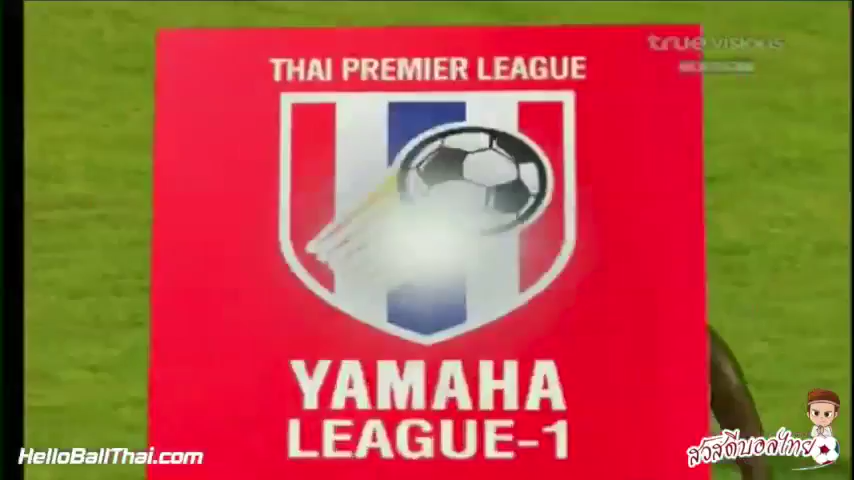 true visions
THAI PREMIER LEAGUE
YAMAHA
LEAGUE-1
HelloBallThai.com
สวัสดีบอลไทย